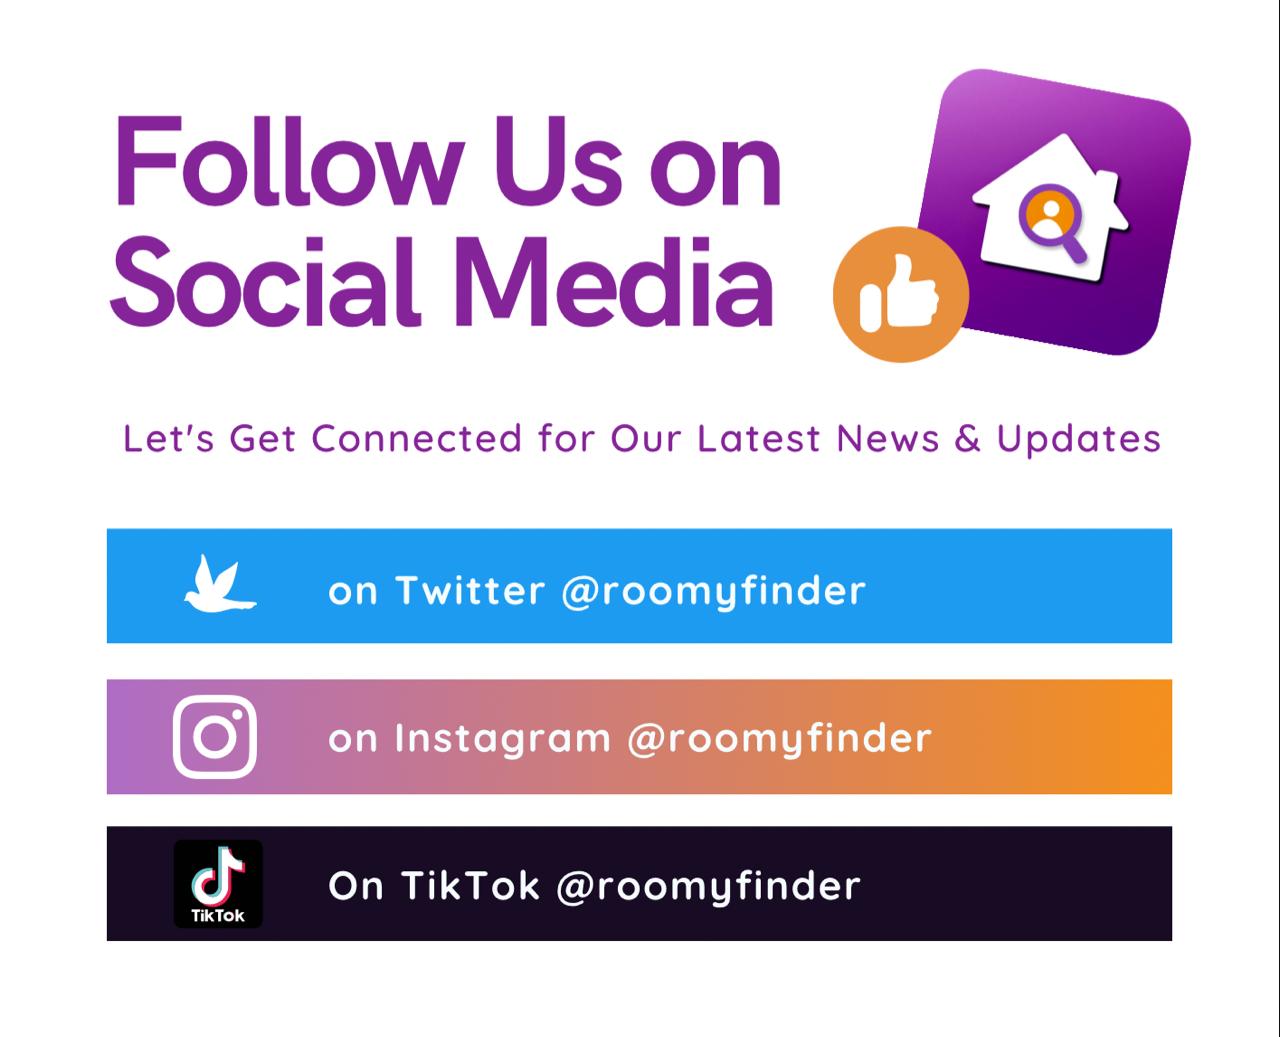 Follow Us on
Social Media
Let's Get Connected for Our Latest News & Updates
on Twitter @roomyfinder
on Instagram @roomyfinder
On TikTok @roomyfinder
TikTok